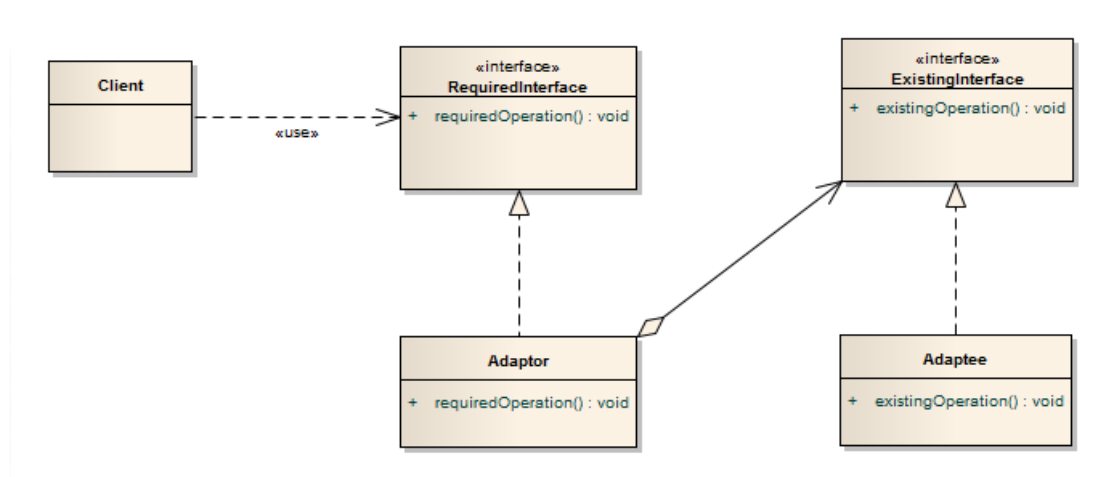 Client
«use»
«interface»
RequiredInterface
+ requiredOperation() : void
«interface»
ExistingInterface
+ existingOperation() : void
Adaptor
+ requiredOperation() : void
Adaptee
+ existingOperation() : void